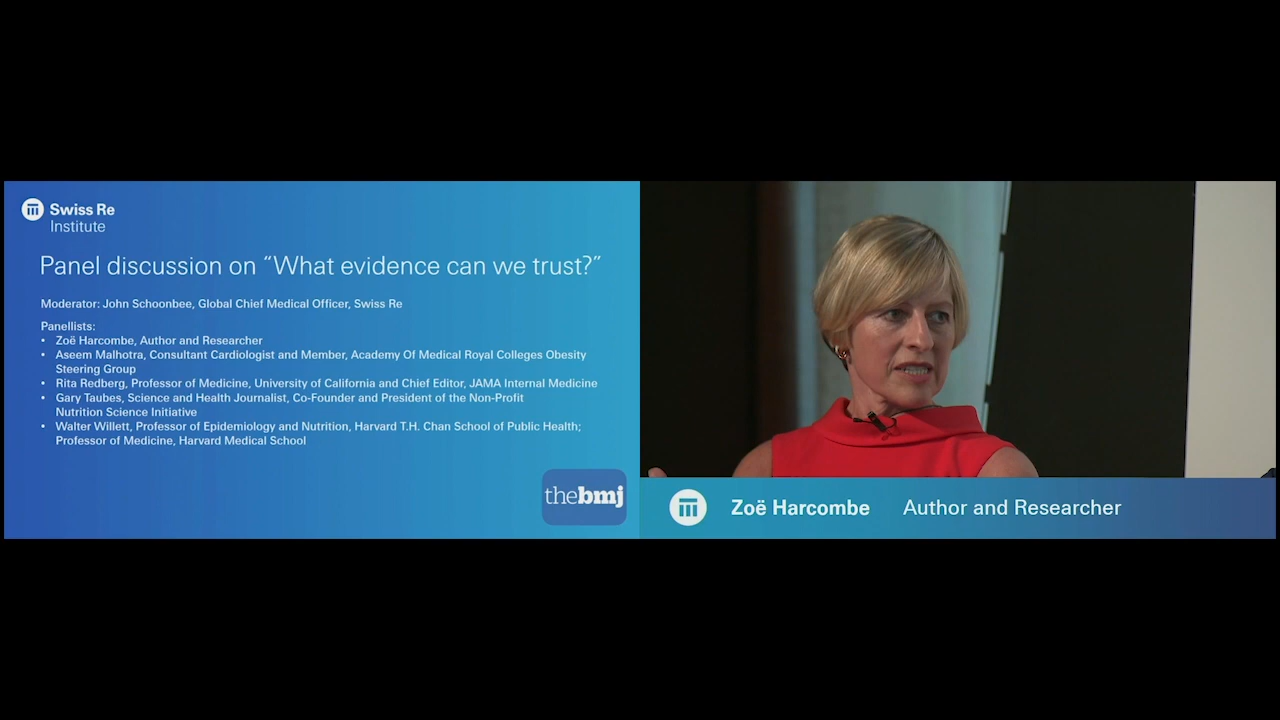 Swiss Re
Institute
Panel discussion on “What evidence can we trust?”
Moderator: John Schoonbee, Global Chief Medical Officer, Swiss Re
Panellists:
• Zoë Harcombe, Author and Researcher
• Aseem Malhotra, Consultant Cardiologist and Member, Academy Of Medical Royal Colleges Obesity
Steering Group
• Rita Redberg, Professor of Medicine, University of California and Chief Editor, JAMA Internal Medicine
• Gary Taubes, Science and Health Journalist, Co-Founder and President of the Non-Profit
Nutrition Science Initiative
• Walter Willett, Professor of Epidemiology and Nutrition, Harvard T.H. Chan School of Public Health;
Professor of Medicine, Harvard Medical School
thebmj
Zoë Harcombe Author and Researcher